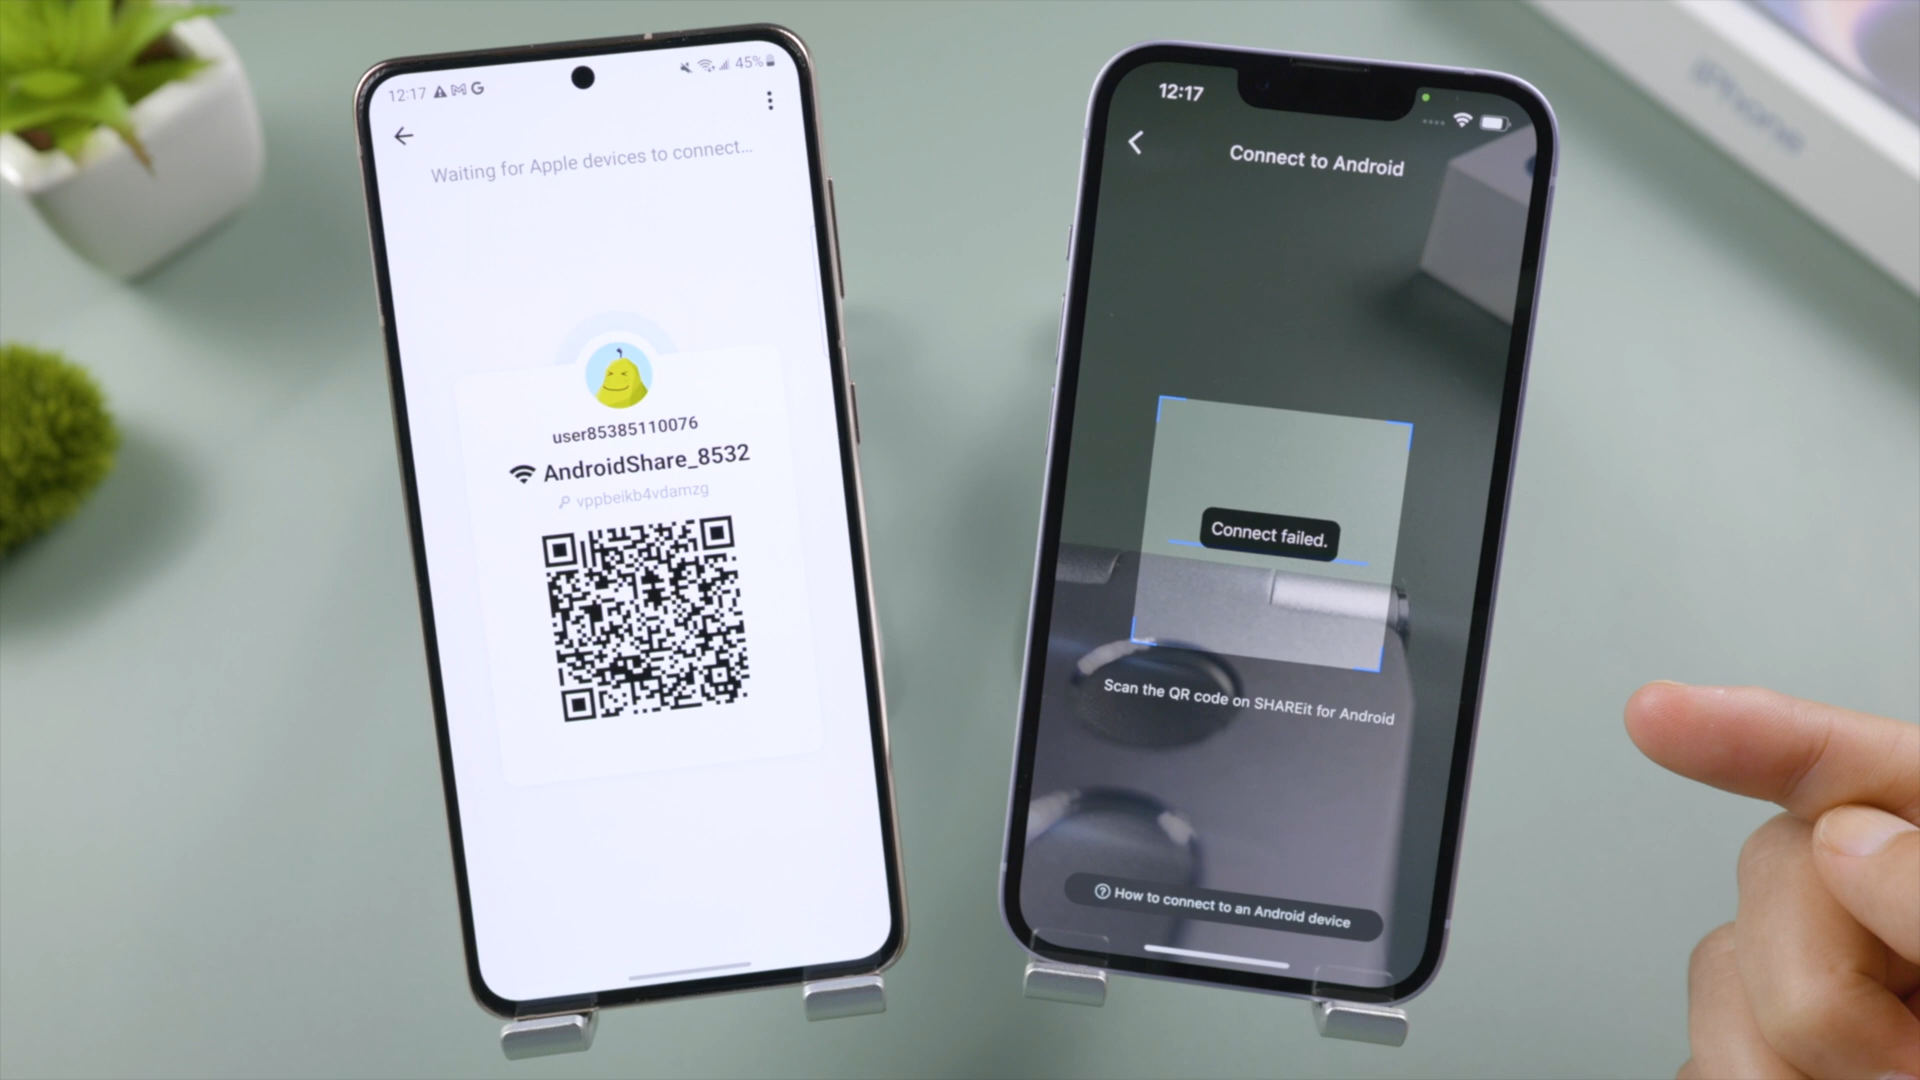 12:17
45%
Waiting for Apple devices to connect...
user85385110076
AndroidShare_8532
vppbeikb4vdamzg
12:17
Connect to Android
Connect failed.
Scan the QR code on SHAREit for Android
How to connect to an Android device
iPhone